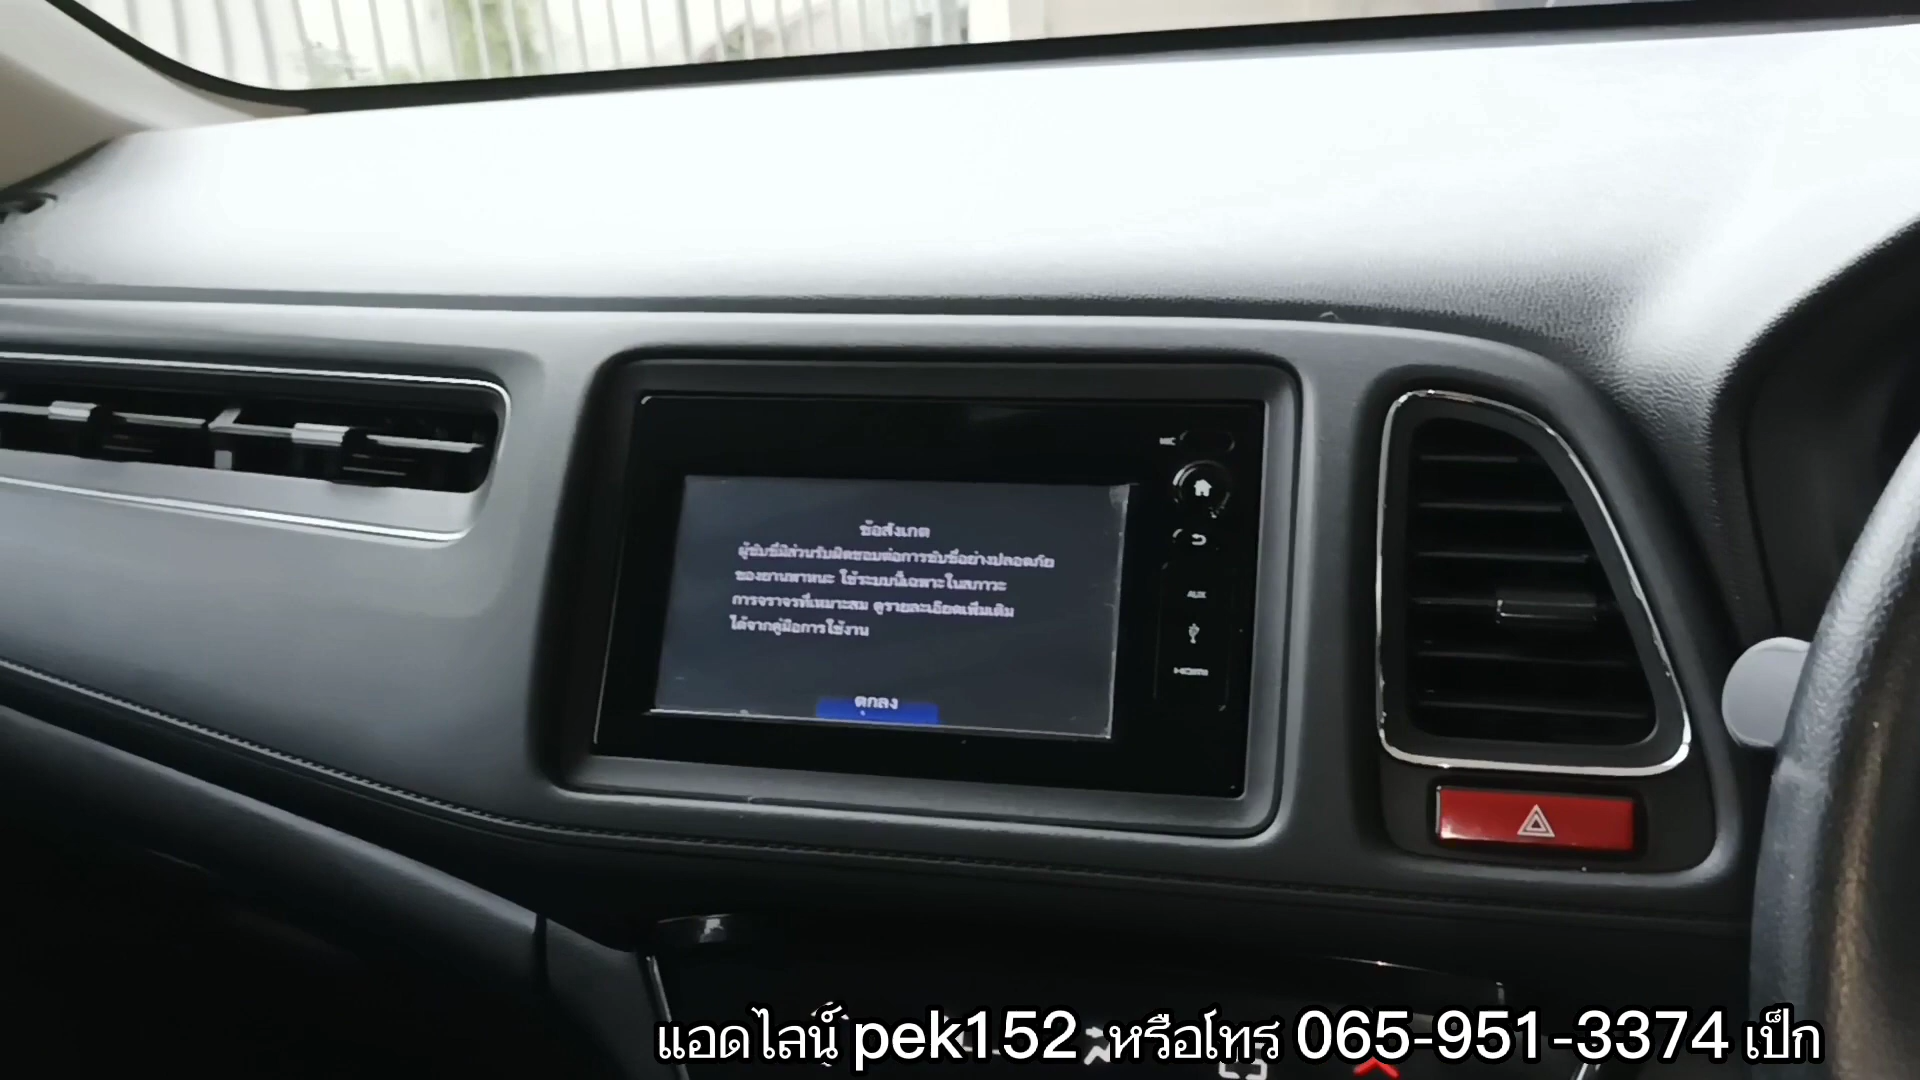 MIC
ข้อสังเกต
ผู้ขับขี่มีส่วนรับผิดชอบต่อการขับขี่อย่างปลอดภัย
ของยานพาหนะ ใช้ระบบนี้เฉพาะในสภาวะ
การจราจรที่เหมาะสม ดูรายละเอียดเพิ่มเติม
ได้จากคู่มือการใช้งาน
ตกลง
AUX
HDMI
แอดไลน์ pek152 หรือโทร 065-951-3374 เป็ก